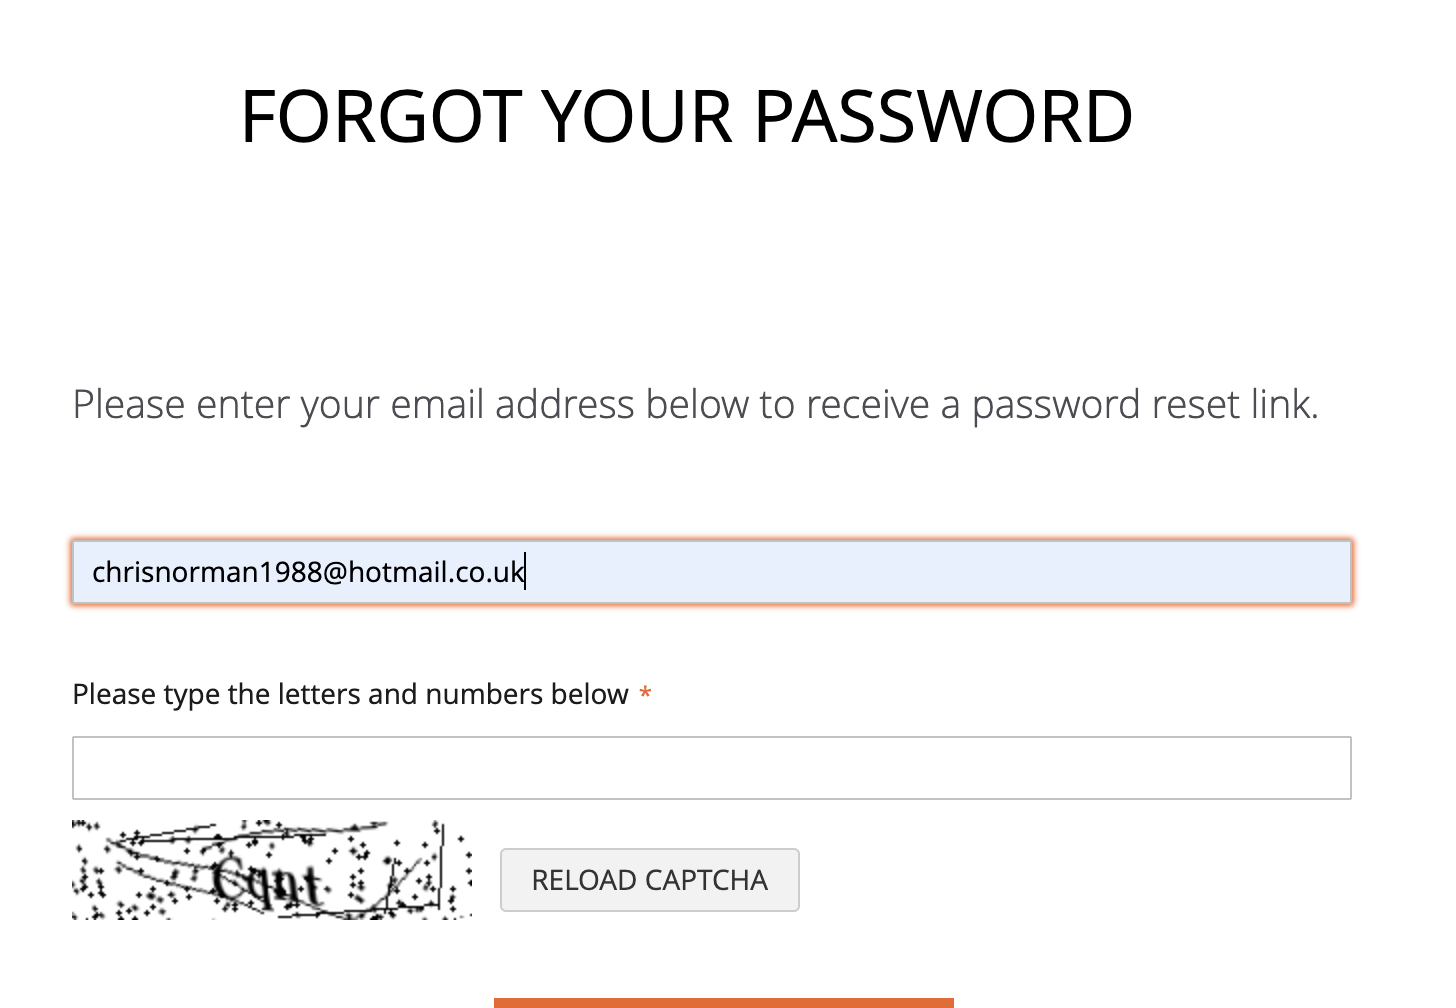 FORGOT YOUR PASSWORD
Please enter your email address below to receive a password reset link.
chrisnorman1988@hotmail.co.uk
Please type the letters and numbers below *
RELOAD CAPTCHA